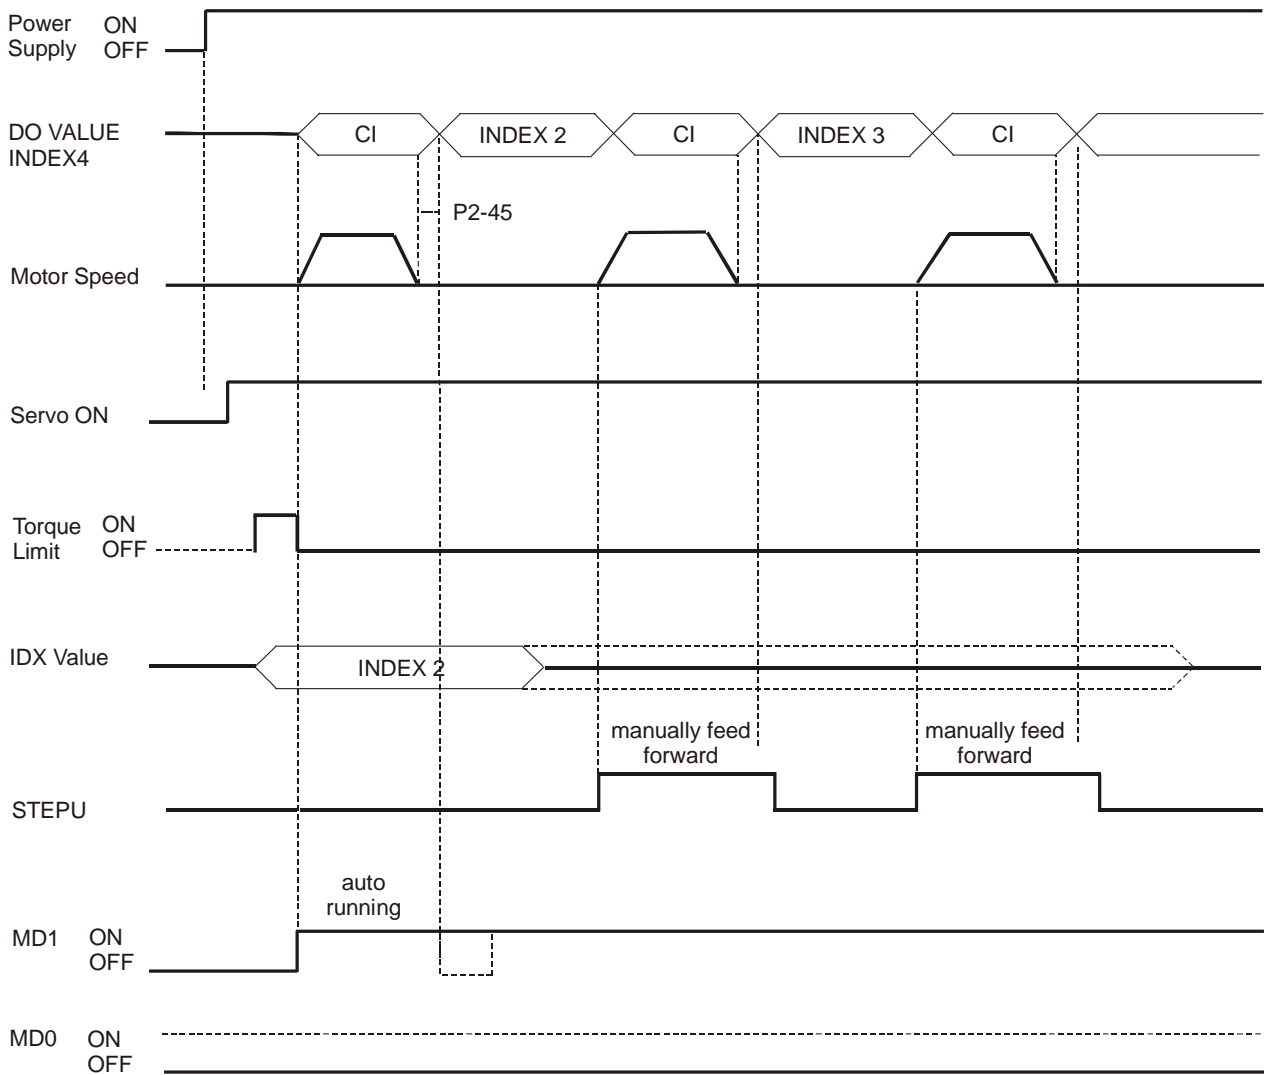 Power ON
Supply OFF
DO VALUE
INDEX4
CI
INDEX 2
CI
INDEX 3
CI
P2-45
Motor Speed
Servo ON
Torque ON
Limit OFF
IDX Value
INDEX 2
manually feed
forward
manually feed
forward
STEPU
auto
running
MD1 ON
OFF
MD0 ON
OFF